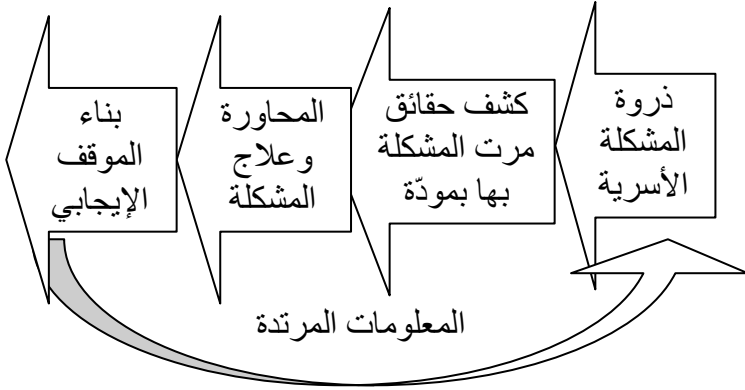 ذروة
المشكلة
الأسرية
كشف حقائق
مرت المشكلة
بها بمودّة
المحاورة
وعلاج
المشكلة
بناء
الموقف
الإيجابي
المعلومات المرتدة